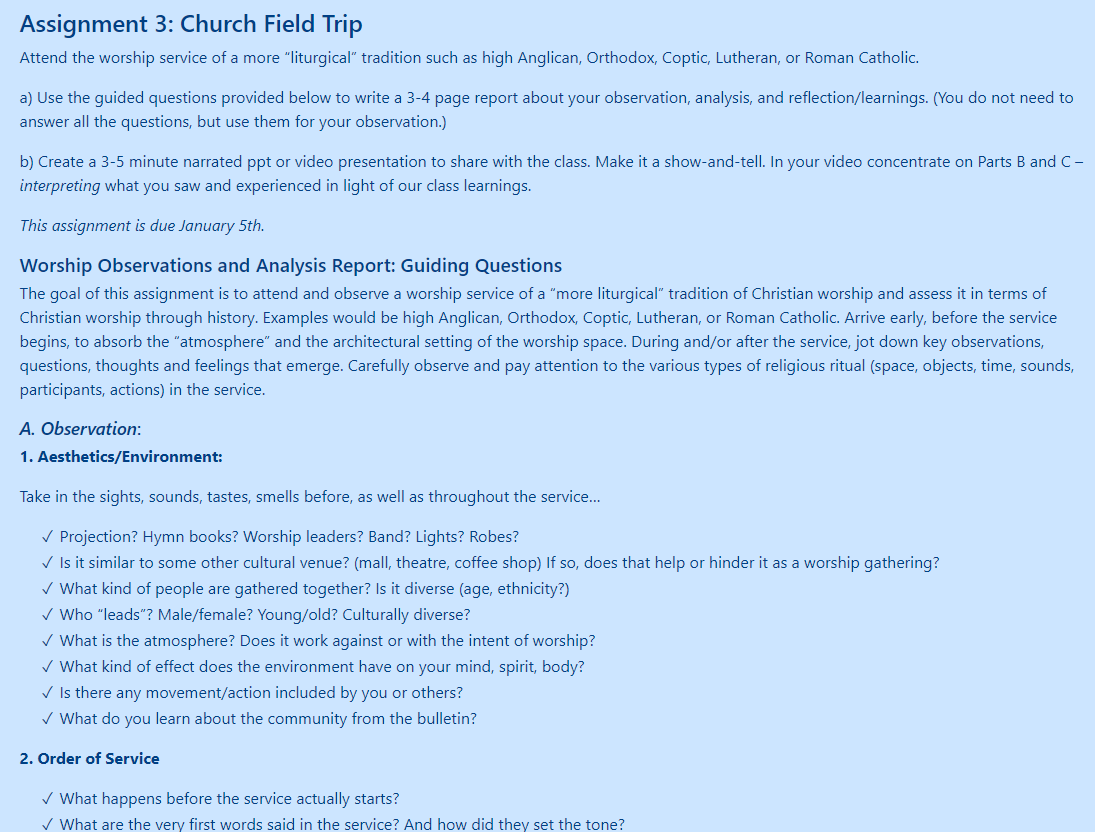 Assignment 3: Church Field Trip
Attend the worship service of a more “liturgical” tradition such as high Anglican, Orthodox, Coptic, Lutheran, or Roman Catholic.
a) Use the guided questions provided below to write a 3-4 page report about your observation, analysis, and reflection/learnings. (You do not need to
answer all the questions, but use them for your observation.)
b) Create a 3-5 minute narrated ppt or video presentation to share with the class. Make it a show-and-tell. In your video concentrate on Parts B and C –
interpreting what you saw and experienced in light of our class learnings.
This assignment is due January 5th.
Worship Observations and Analysis Report: Guiding Questions
The goal of this assignment is to attend and observe a worship service of a “more liturgical” tradition of Christian worship and assess it in terms of
Christian worship through history. Examples would be high Anglican, Orthodox, Coptic, Lutheran, or Roman Catholic. Arrive early, before the service
begins, to absorb the “atmosphere” and the architectural setting of the worship space. During and/or after the service, jot down key observations,
questions, thoughts and feelings that emerge. Carefully observe and pay attention to the various types of religious ritual (space, objects, time, sounds,
participants, actions) in the service.
A. Observation:
1. Aesthetics/Environment:
Take in the sights, sounds, tastes, smells before, as well as throughout the service...
✓ Projection? Hymn books? Worship leaders? Band? Lights? Robes?
✓ Is it similar to some other cultural venue? (mall, theatre, coffee shop) If so, does that help or hinder it as a worship gathering?
✓ What kind of people are gathered together? Is it diverse (age, ethnicity?)
✓ Who “leads”? Male/female? Young/old? Culturally diverse?
✓ What is the atmosphere? Does it work against or with the intent of worship?
✓ What kind of effect does the environment have on your mind, spirit, body?
✓ Is there any movement/action included by you or others?
✓ What do you learn about the community from the bulletin?
2. Order of Service
✓ What happens before the service actually starts?
✓ What are the very first words said in the service? And how did they set the tone?